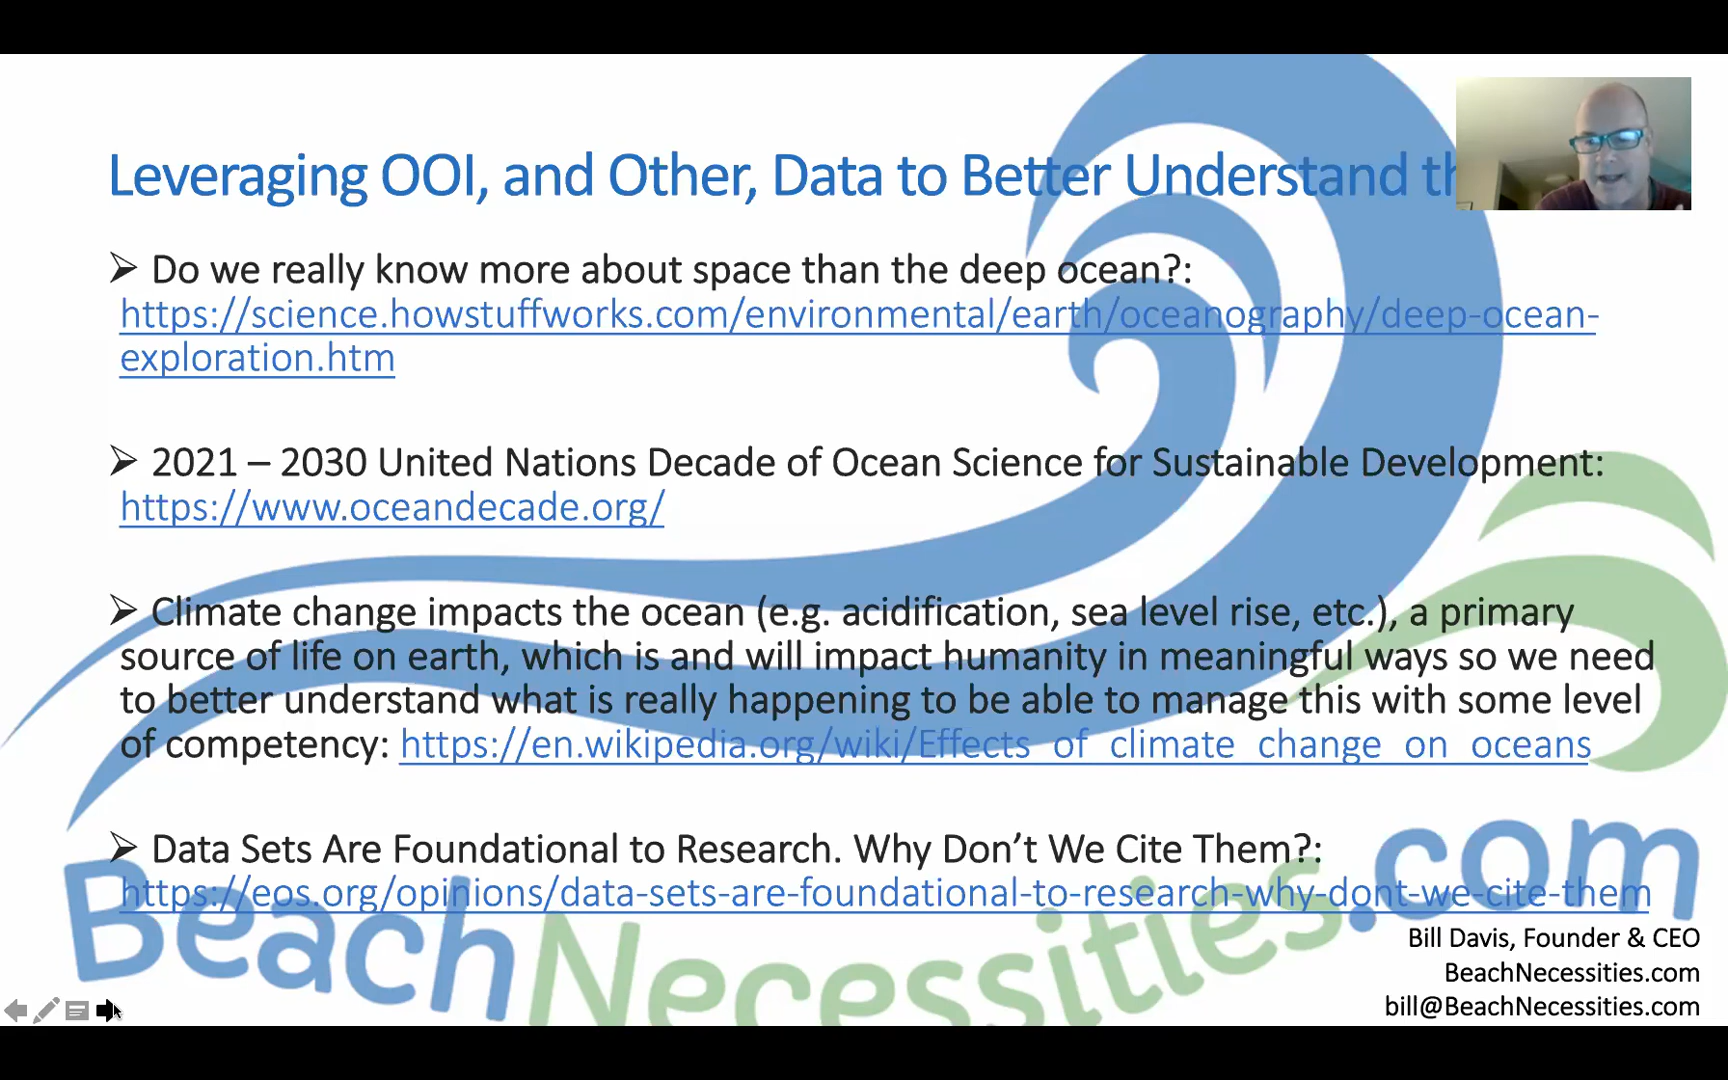 Leveraging OOI, and Other, Data to Better Understand th
➢ Do we really know more about space than the deep ocean?:
https://science.howstuffworks.com/environmental/earth/oceanography/deep-ocean-
exploration.htm
➢ 2021 – 2030 United Nations Decade of Ocean Science for Sustainable Development:
https://www.oceandecade.org/
➢ Climate change impacts the ocean (e.g. acidification, sea level rise, etc.), a primary
source of life on earth, which is and will impact humanity in meaningful ways so we need
to better understand what is really happening to be able to manage this with some level
of competency: https://en.wikipedia.org/wiki/Effects_of_climate_change_on_oceans
➢ Data Sets Are Foundational to Research. Why Don’t We Cite Them?:
https://eos.org/opinions/data-sets-are-foundational-to-research-why-dont-we-cite-them
BeachNecessities.com
Bill Davis, Founder & CEO
BeachNecessities.com
bill@BeachNecessities.com